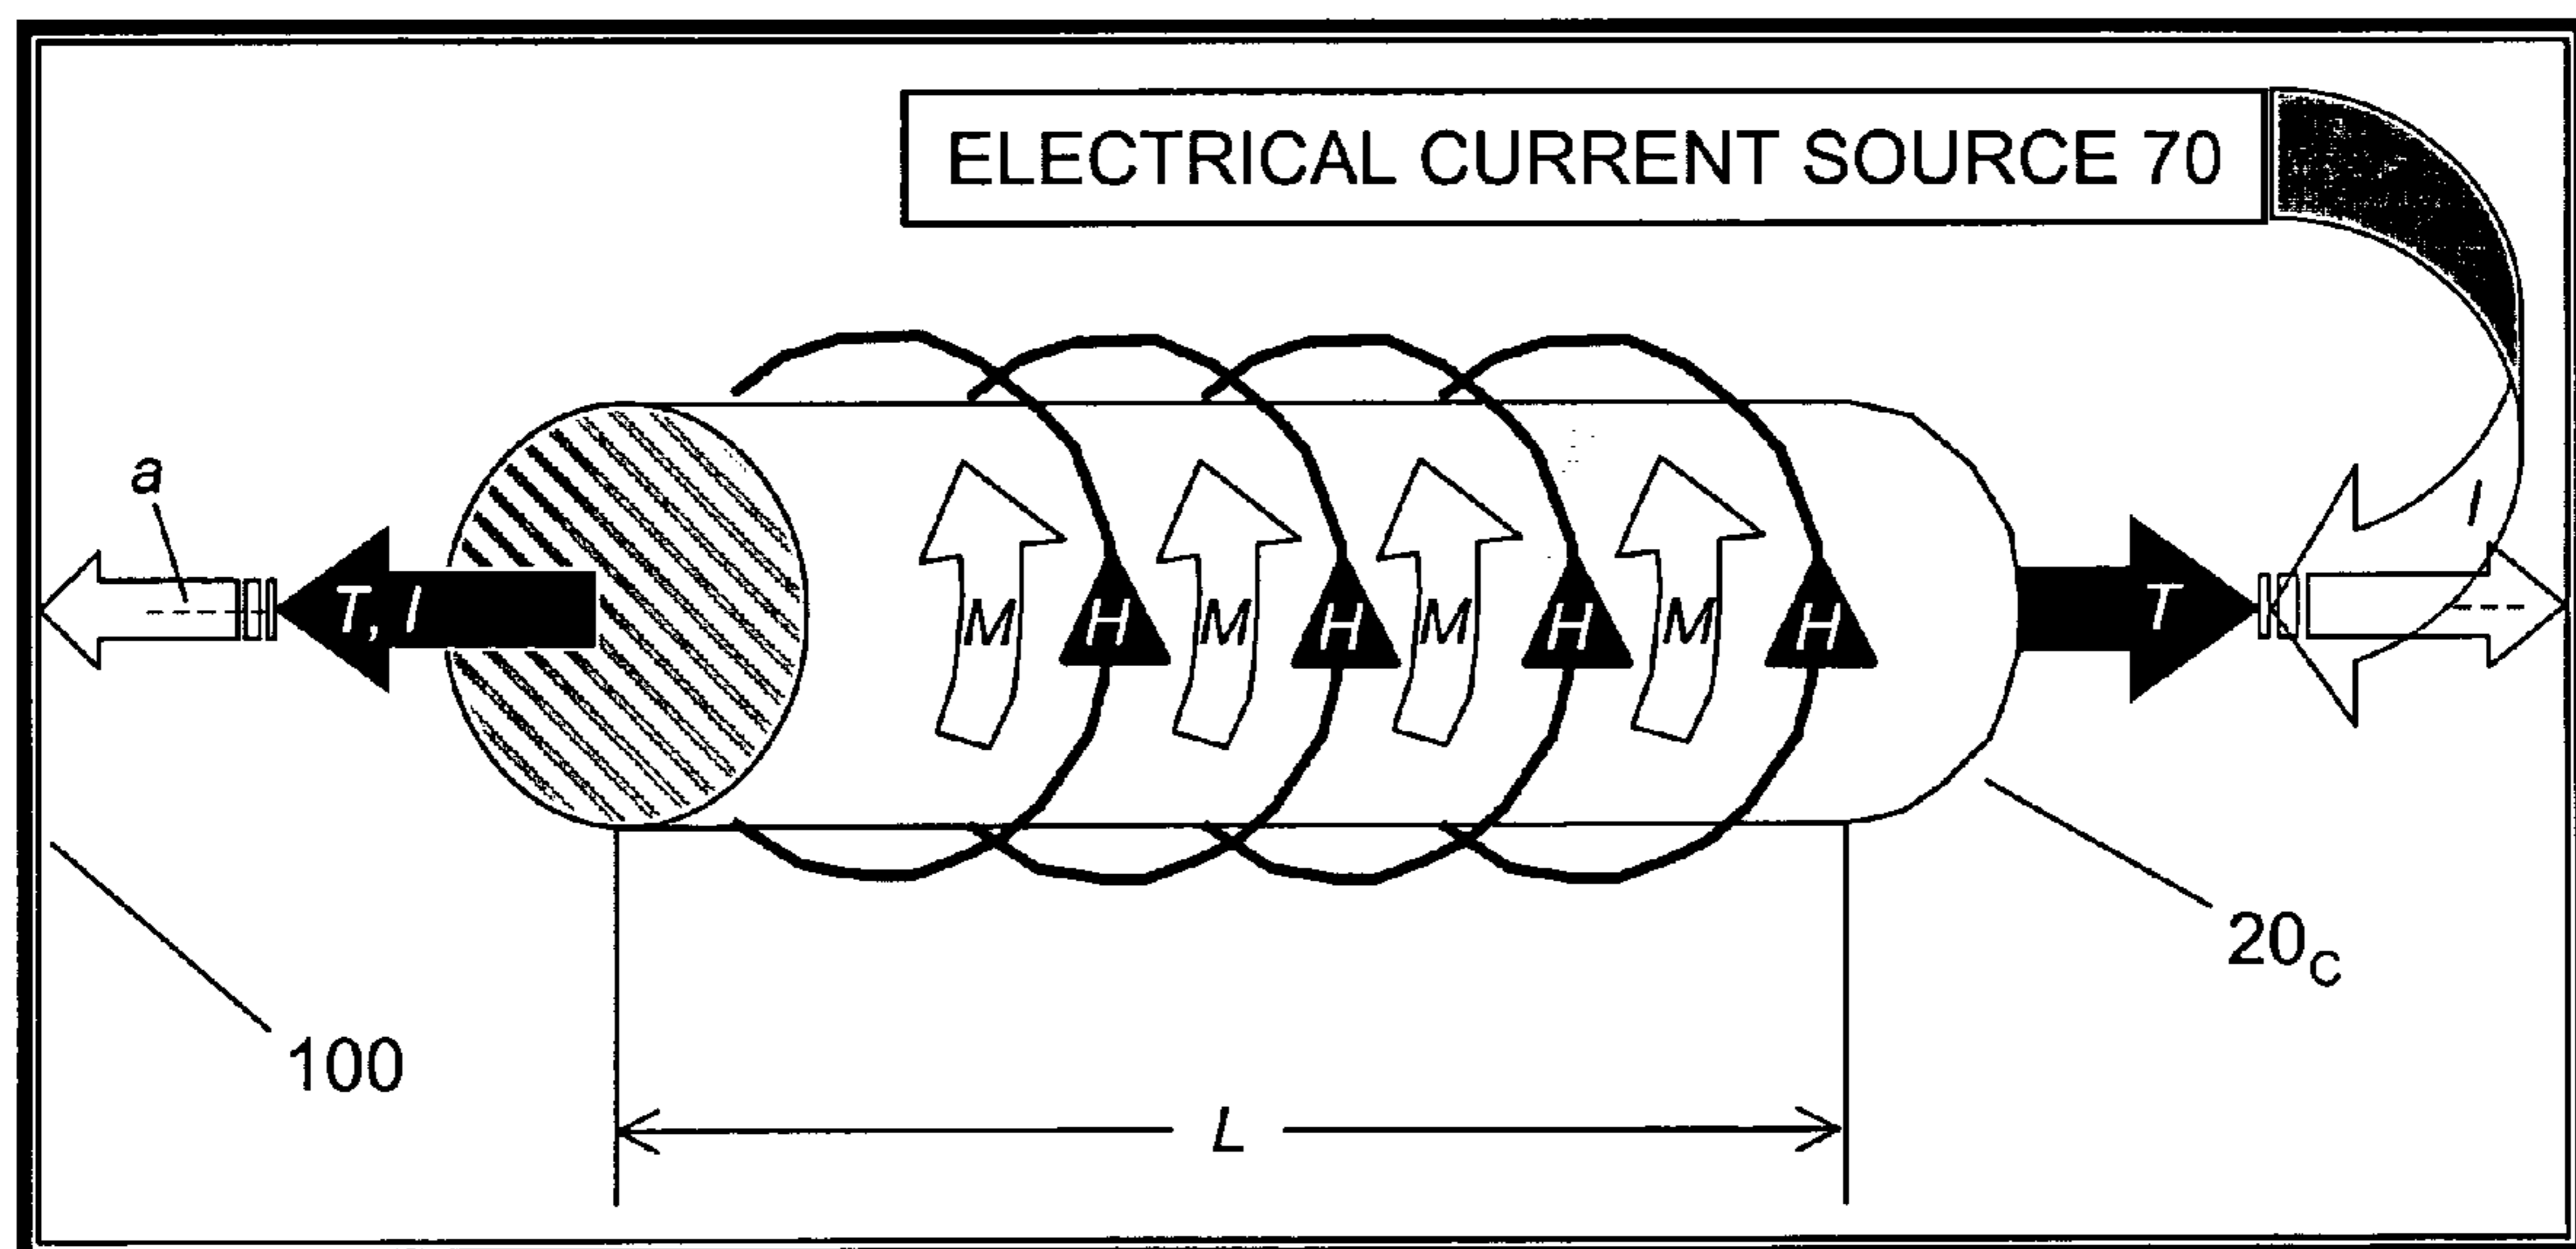 ELECTRICAL CURRENT SOURCE 70
a
I
T, I
M
H
M
H
M
H
M
H
T
20C
100
L